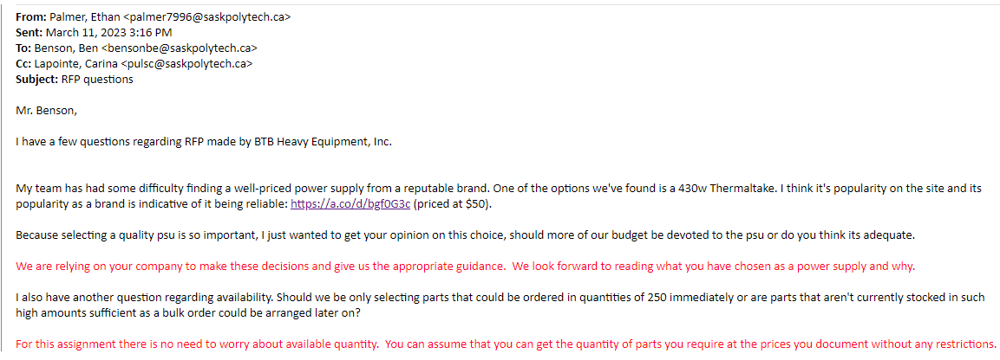 From: Palmer, Ethan <palmer7996@saskpolytech.ca>
Sent: March 11, 2023 3:16 PM
To: Benson, Ben <bensonbe@saskpolytech.ca>
Cc: Lapointe, Carina <pulsc@saskpolytech.ca>
Subject: RFP questions
Mr. Benson,
I have a few questions regarding RFP made by BTB Heavy Equipment, Inc.
My team has had some difficulty finding a well-priced power supply from a reputable brand. One of the options we've found is a 430w Thermaltake. I think it's popularity on the site and its
popularity as a brand is indicative of it being reliable: https://a.co/d/bgf0G3c (priced at $50).
Because selecting a quality psu is so important, I just wanted to get your opinion on this choice, should more of our budget be devoted to the psu or do you think its adequate.
We are relying on your company to make these decisions and give us the appropriate guidance.  We look forward to reading what you have chosen as a power supply and why.
I also have another question regarding availability. Should we be only selecting parts that could be ordered in quantities of 250 immediately or are parts that aren't currently stocked in such
high amounts sufficient as a bulk order could be arranged later on?
For this assignment there is no need to worry about available quantity.  You can assume that you can get the quantity of parts you require at the prices you document without any restrictions.